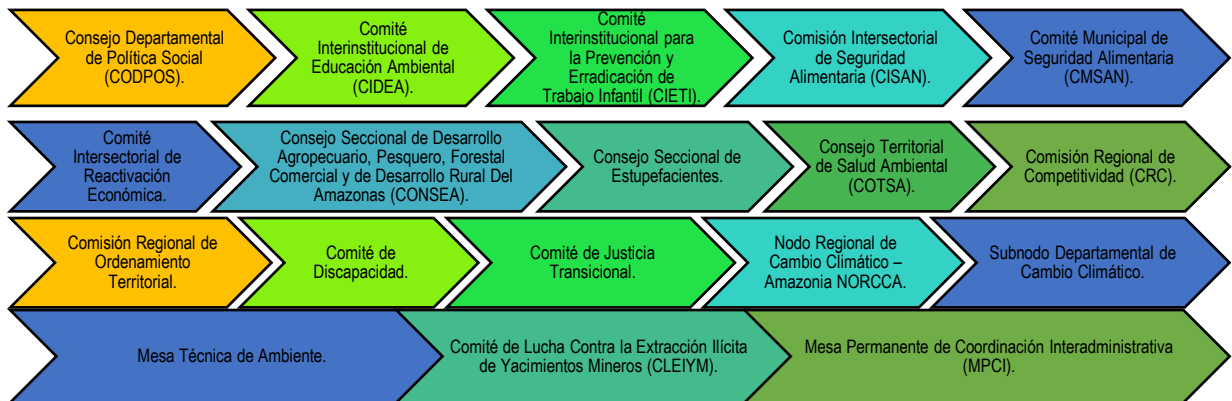 Consejo Departamental
de Política Social
(CODPOS).
Comité
Interinstitucional de
Educación Ambiental
(CIDEA).
Comité
Interinstitucional para
la Prevención y
Erradicación de
Trabajo Infantil (CIETI).
Comisión Intersectorial
de Seguridad
Alimentaria (CISAN).
Comité Municipal de
Seguridad Alimentaria
(CMSAN).
Comité
Intersectorial de
Reactivación
Económica.
Consejo Seccional de Desarrollo
Agropecuario, Pesquero, Forestal
Comercial y de Desarrollo Rural Del
Amazonas (CONSEA).
Consejo Seccional de
Estupefacientes.
Consejo Territorial
de Salud Ambiental
(COTSA).
Comisión Regional de
Competitividad (CRC).
Comisión Regional de
Ordenamiento
Territorial.
Comité de
Discapacidad.
Comité de Justicia
Transicional.
Nodo Regional de
Cambio Climático –
Amazonia NORCCA.
Subnodo Departamental
de Cambio Climático.
Mesa Técnica de Ambiente.
Comité de Lucha Contra la Extracción Ilícita
de Yacimientos Mineros (CLEIYM).
Mesa Permanente de Coordinación Interadministrativa
(MPCI).